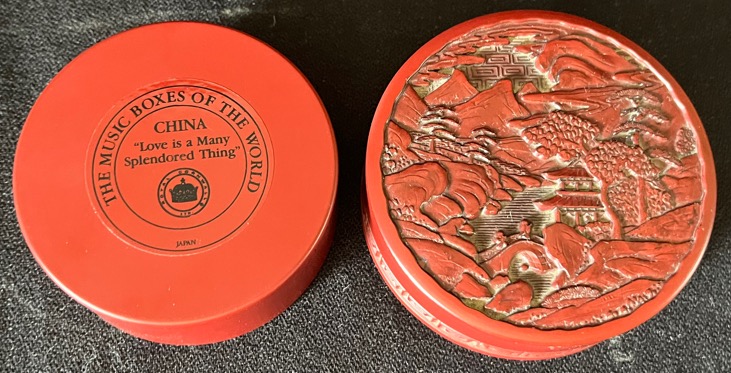 THE MUSIC BOXES OF THE WORLD
CHINA
"Love is a Many
Splendored Thing"
JAPAN